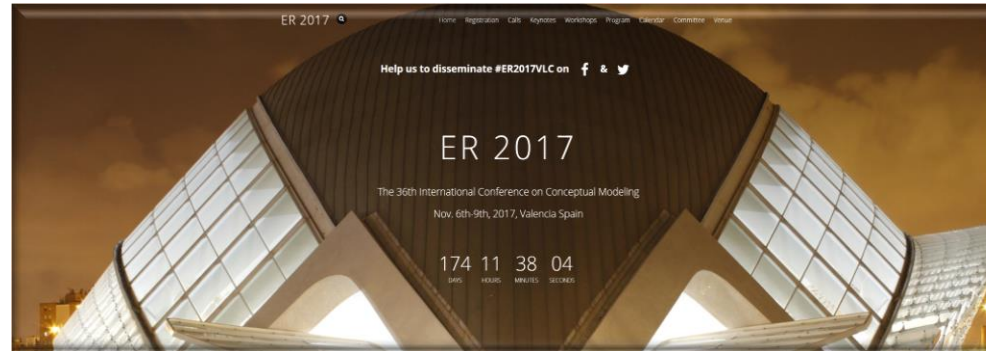 ER 2017
Home Registration Calls Keynotes Workshops Program Calendar Committee Venue
Help us to disseminate #ER2017VLC on & 
ER 2017
The 36th International Conference on Conceptual Modeling
Nov. 6th-9th, 2017, Valencia Spain
174 11 38 04
DAYS HOURS MINUTES SECONDS